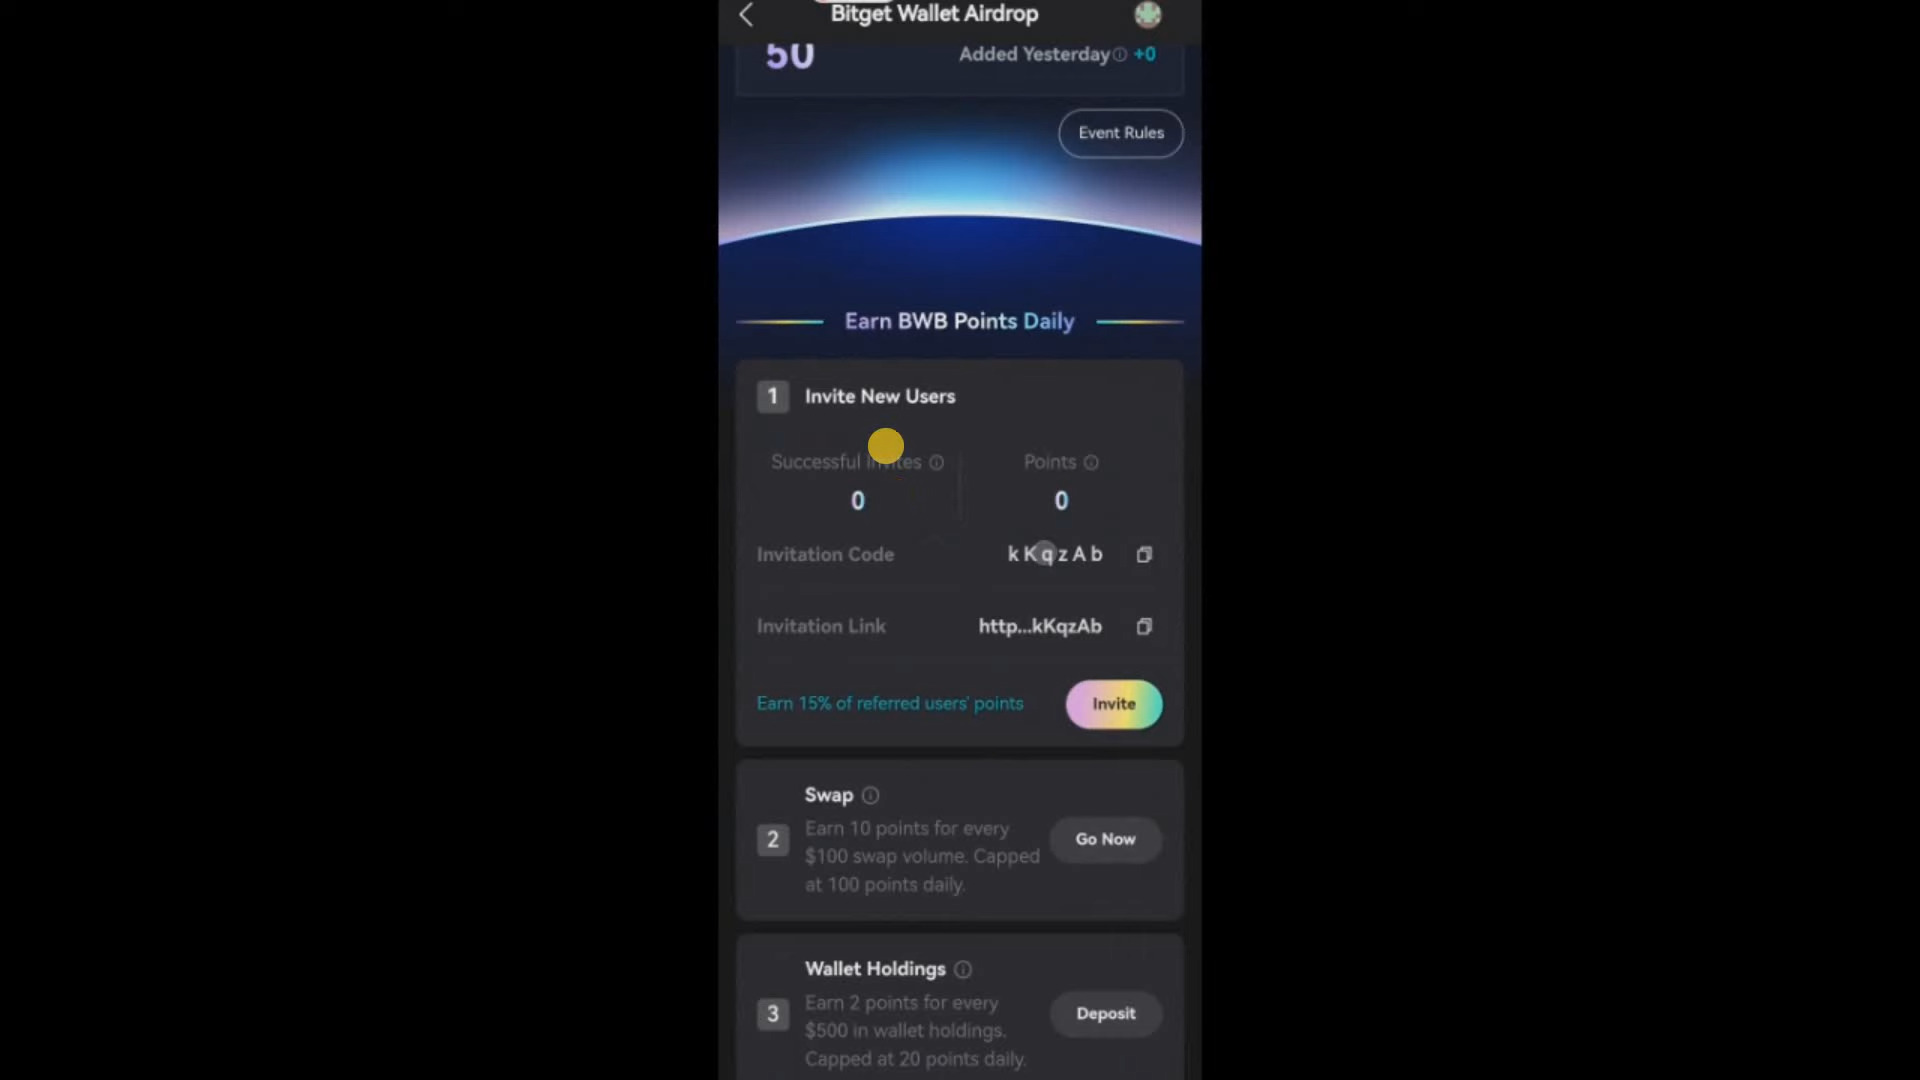 Bitget Wallet Airdrop
50
Added Yesterday +0
Event Rules
Earn BWB Points Daily
1 Invite New Users
Successful Invites Points
0 0
Invitation Code kKqzAb
Invitation Link http...kKqzAb
Earn 15% of referred users' points Invite
Swap
2
Earn 10 points for every
$100 swap volume. Capped
at 100 points daily.
Go Now
Wallet Holdings
3
Earn 2 points for every
$500 in wallet holdings.
Capped at 20 points daily.
Deposit